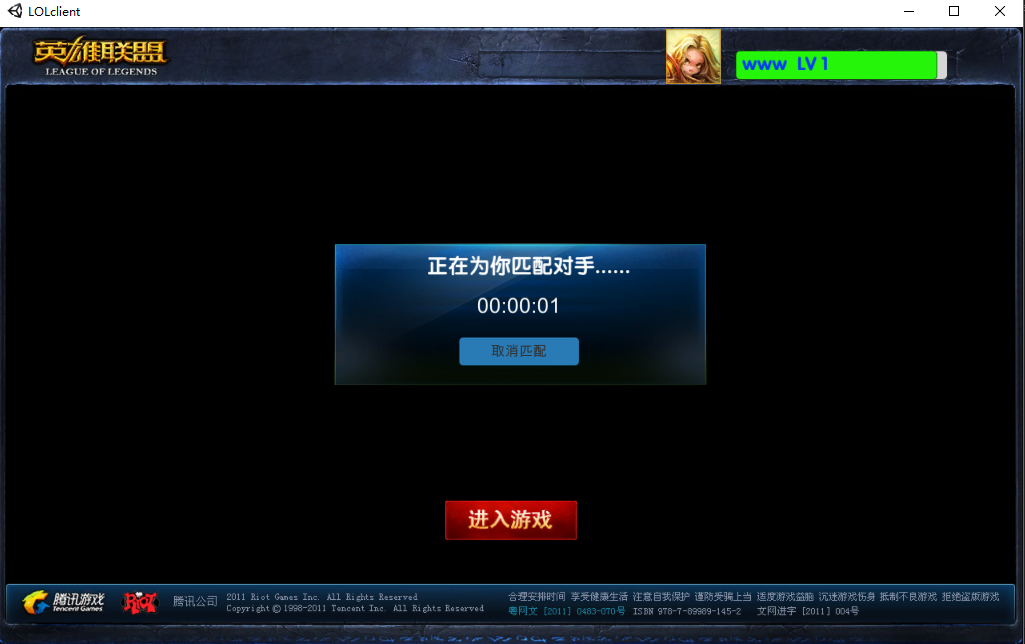 LOLclient
英雄联盟
LEAGUE OF LEGENDS
www LV 1
正在为你匹配对手......
00:00:01
取消匹配
进入游戏
腾讯游戏
Tencent Games
RIOT
腾讯公司
2011 Riot Games Inc. All Rights Reserved
Copyright © 1998-2011 Tencent Inc. All Rights Reserved
合理安排时间 享受健康生活 注意自我保护 谨防受骗上当 适度游戏益脑 沉迷游戏伤身 抵制不良游戏 拒绝盗版游戏
粤网文 [2011] 0483-070号 ISBN 978-7-89989-145-2 文网进字 [2011] 004号